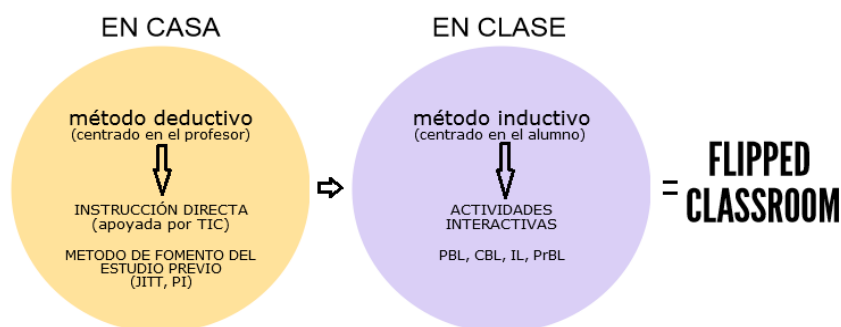 EN CASA
método deductivo
(centrado en el profesor)
INSTRUCCIÓN DIRECTA
(apoyada por TIC)
METODO DE FOMENTO DEL
ESTUDIO PREVIO
(JITT, PI)
EN CLASE
método inductivo
(centrado en el alumno)
ACTIVIDADES
INTERACTIVAS
PBL, CBL, IL, PrBL
=
FLIPPED
CLASSROOM